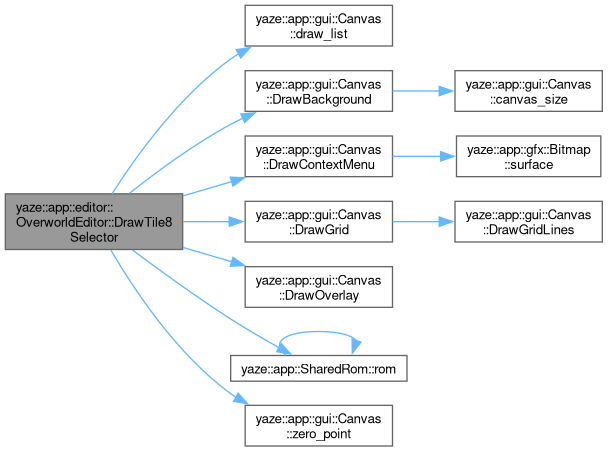 yaze::app::gui::Canvas
::draw_list
yaze::app::gui::Canvas
::DrawBackground
yaze::app::gui::Canvas
::canvas_size
yaze::app::gui::Canvas
::DrawContextMenu
yaze::app::gfx::Bitmap
::surface
yaze::app::editor::
OverworldEditor::DrawTile8
Selector
yaze::app::gui::Canvas
::DrawGrid
yaze::app::gui::Canvas
::DrawGridLines
yaze::app::gui::Canvas
::DrawOverlay
yaze::app::SharedRom::rom
yaze::app::gui::Canvas
::zero_point